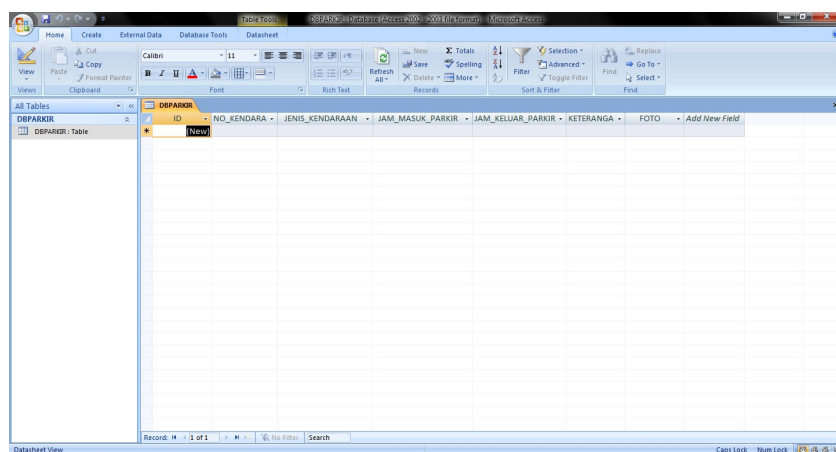 Table Tools
DBPARKIR : Database (Access 2002 - 2003 file format) - Microsoft Access
Home Create External Data Database Tools Datasheet
View
Views
Paste
Cut
Copy
Format Painter
Clipboard
Calibri 11
B I U A
Font
Rich Text
Refresh All
New
Save
Delete
Totals
Spelling
More
Records
Filter
Selection
Advanced
Toggle Filter
Sort & Filter
Find
Replace
Go To
Select
Find
All Tables
DBPARKIR
DBPARKIR : Table
DBPARKIR
ID NO_KENDARA JENIS_KENDARAAN JAM_MASUK_PARKIR JAM_KELUAR_PARKIR KETERANGA FOTO Add New Field
(New)
Record: 1 of 1 No Filter Search
Datasheet View Caps Lock Num Lock